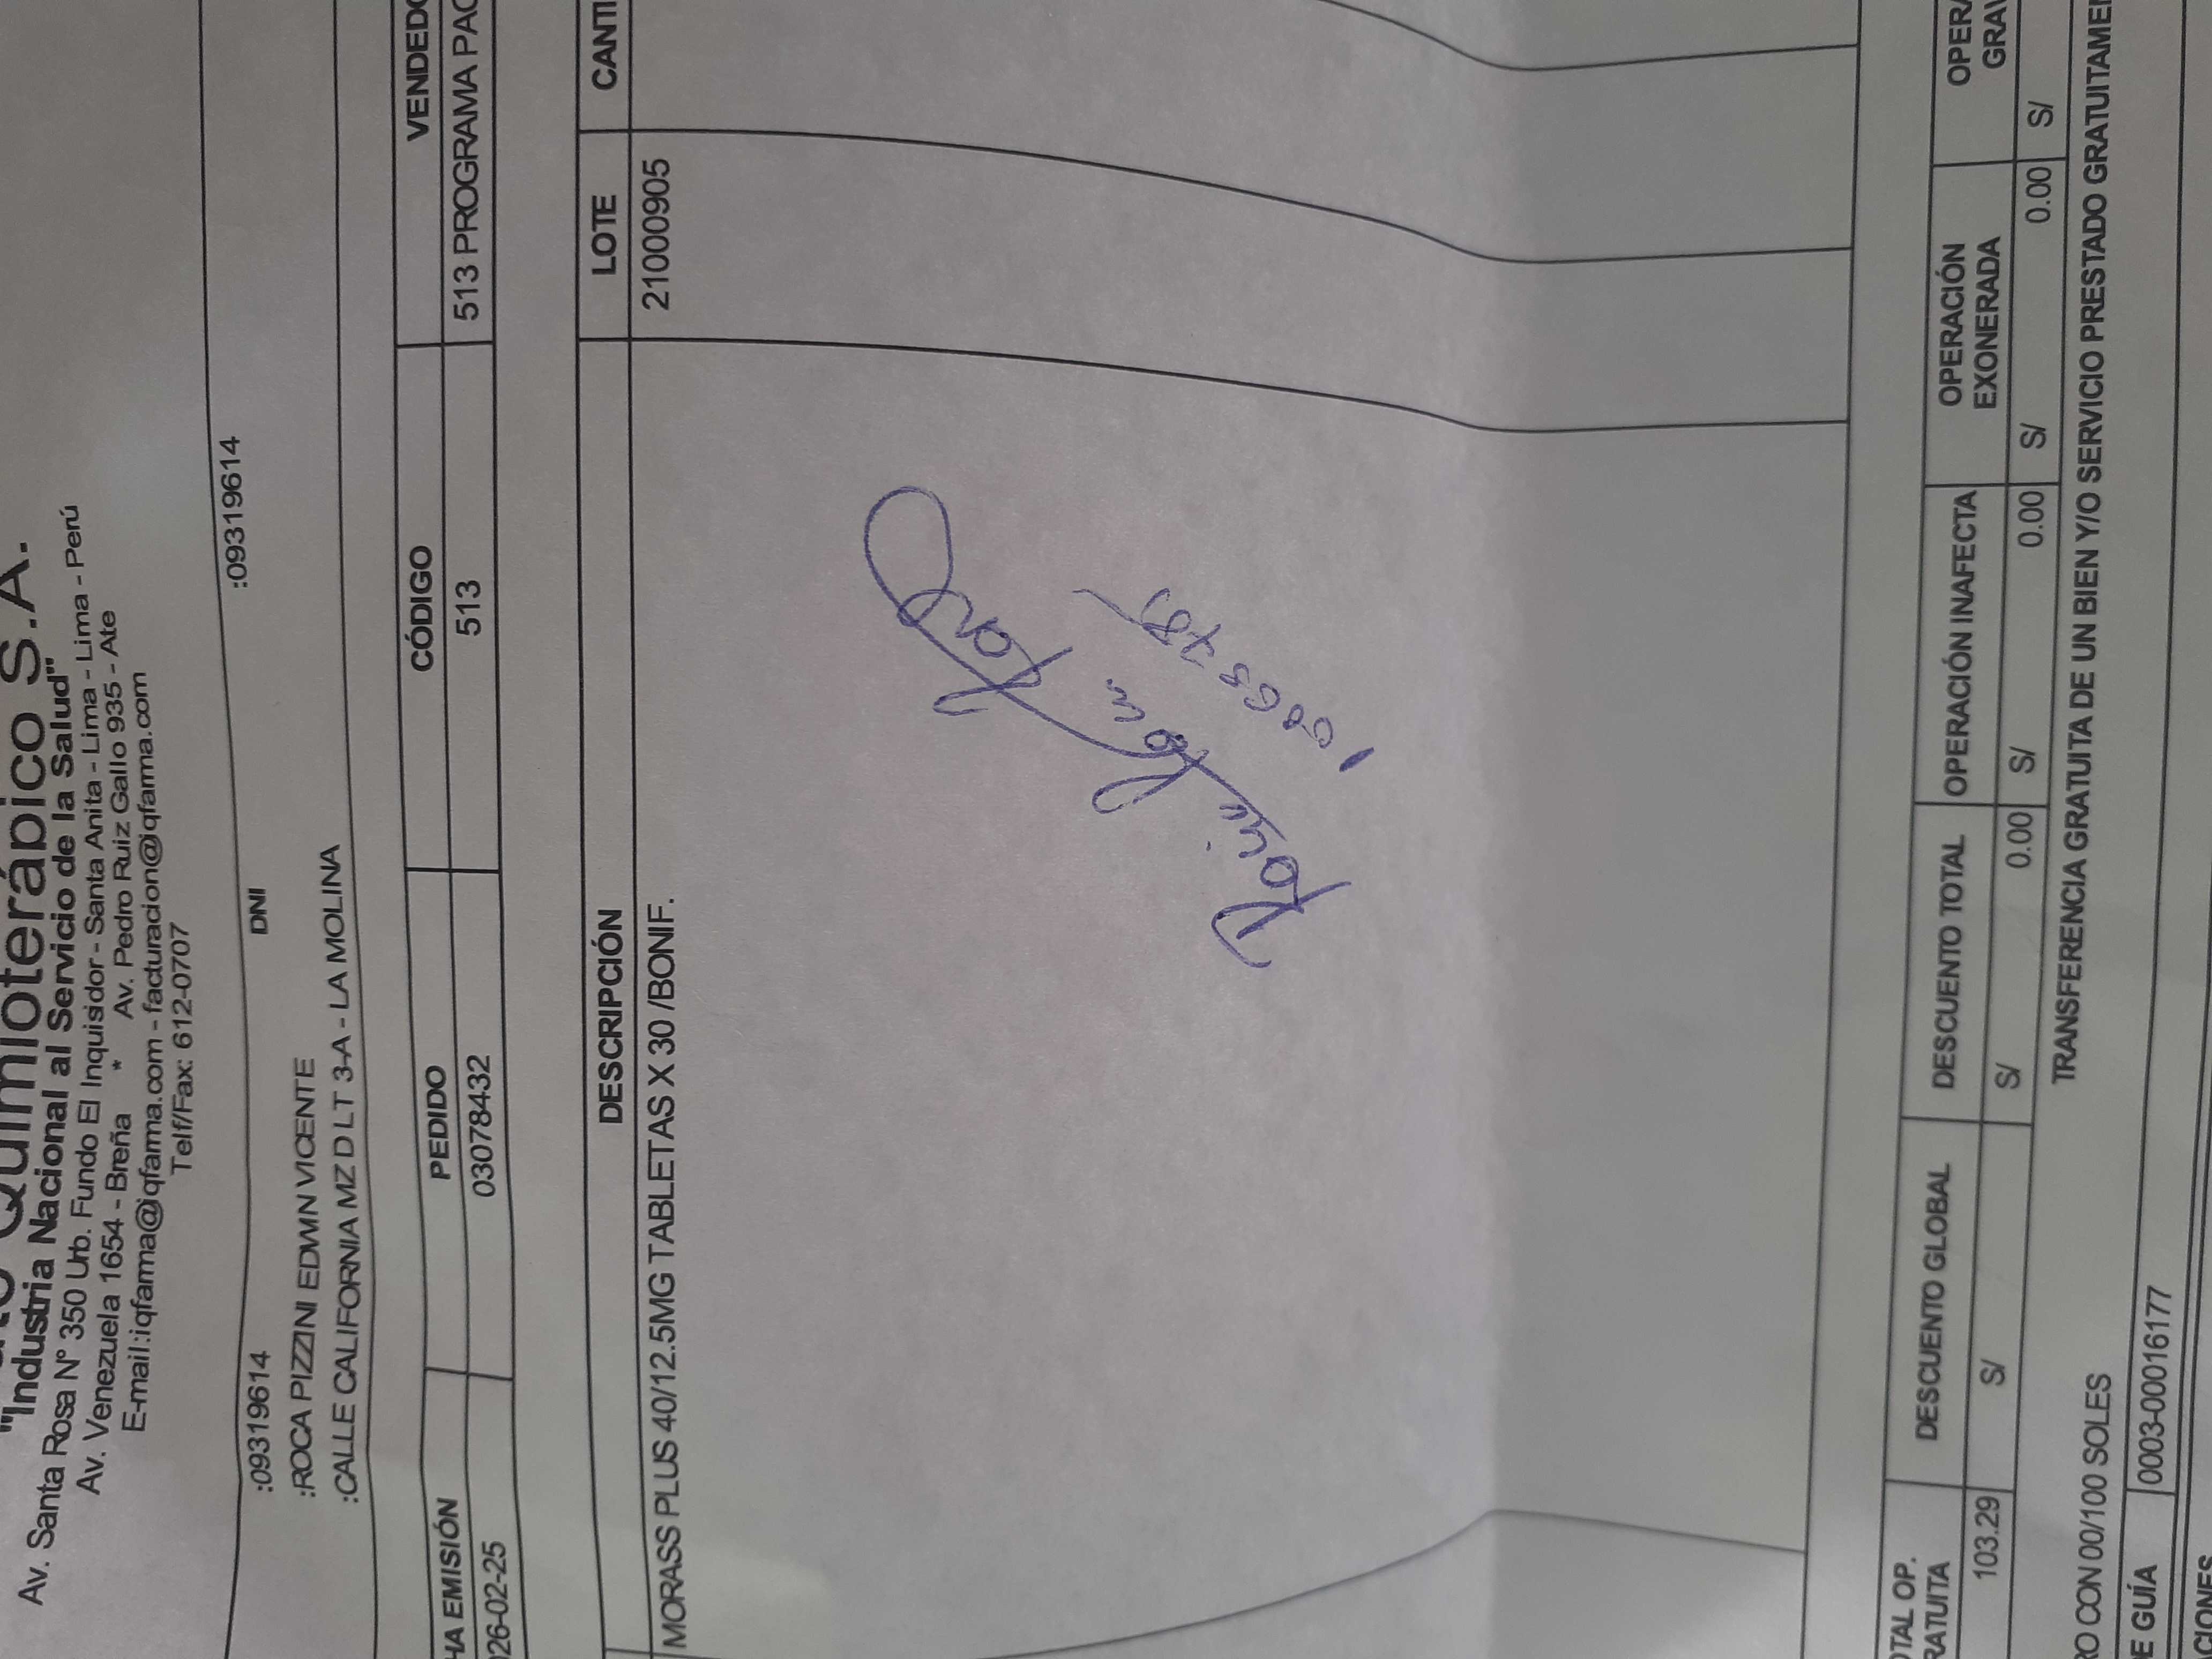 Quimioterápico S.A.
"Industria Nacional al Servicio de la Salud"
Av. Santa Rosa N° 350 Urb. Fundo El Inquisidor - Santa Anita - Lima - Lima - Perú
Av. Venezuela 1654 - Breña * Av. Pedro Ruiz Gallo 935 - Ate
E-mail:iqfarma@iqfarma.com - facturacion@iqfarma.com
Telf/Fax: 612-0707
:09319614 DNI :09319614
:ROCA PIZZINI EDWIN VICENTE
:CALLE CALIFORNIA MZ D LT 3-A - LA MOLINA
HA EMISIÓN PEDIDO CÓDIGO VENDEDO
26-02-25 03078432 513 513 PROGRAMA PAC
DESCRIPCIÓN LOTE CANTI
MORASS PLUS 40/12.5MG TABLETAS X 30 /BONIF. 21000905
OTAL OP. RATUITA DESCUENTO GLOBAL DESCUENTO TOTAL OPERACIÓN INAFECTA OPERACIÓN EXONERADA OPERA GRAV
103.29 S/ S/ 0.00 S/ 0.00 S/ 0.00 S/
TRANSFERENCIA GRATUITA DE UN BIEN Y/O SERVICIO PRESTADO GRATUITAMEN
RO CON 00/100 SOLES
E GUÍA 0003-00016177
CIONES